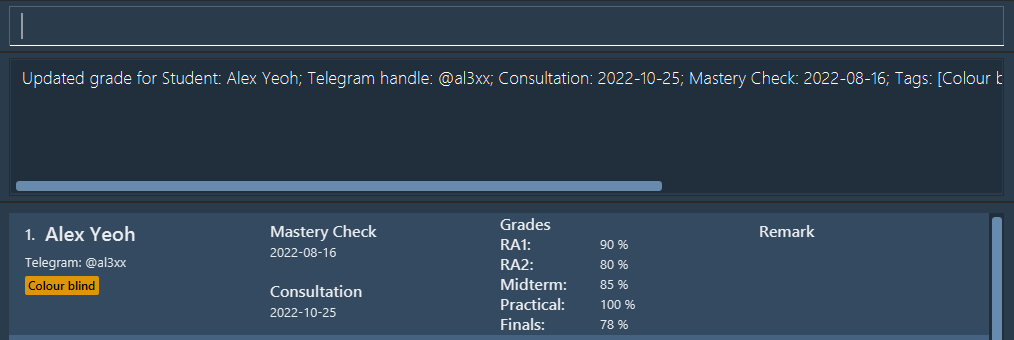 Updated grade for Student: Alex Yeoh; Telegram handle: @al3xx; Consultation: 2022-10-25; Mastery Check: 2022-08-16; Tags: [Colour b
1. Alex Yeoh
Telegram: @al3xx
Colour blind
Mastery Check
2022-08-16
Consultation
2022-10-25
Grades
RA1: 90 %
RA2: 80 %
Midterm: 85 %
Practical: 100 %
Finals: 78 %
Remark